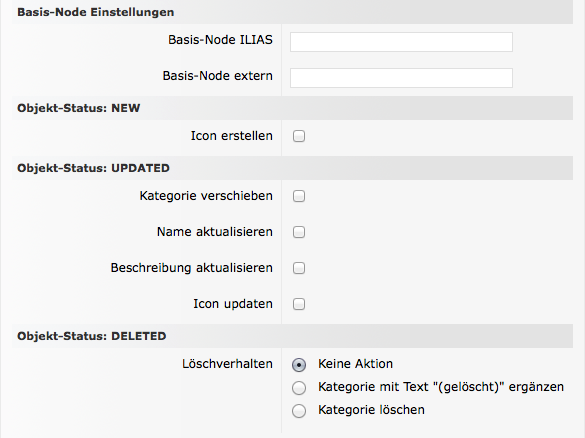 Basis-Node Einstellungen
Basis-Node ILIAS
Basis-Node extern
Objekt-Status: NEW
Icon erstellen
Objekt-Status: UPDATED
Kategorie verschieben
Name aktualisieren
Beschreibung aktualisieren
Icon updaten
Objekt-Status: DELETED
Löschverhalten Keine Aktion
Kategorie mit Text "(gelöscht)" ergänzen
Kategorie löschen